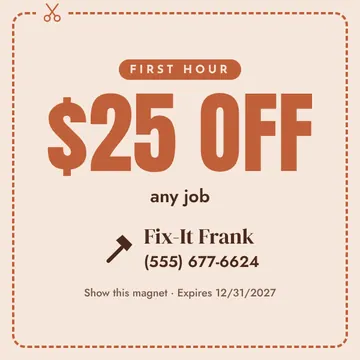 FIRST HOUR
$25 OFF
any job
Fix-It Frank
(555) 677-6624
Show this magnet · Expires 12/31/2027